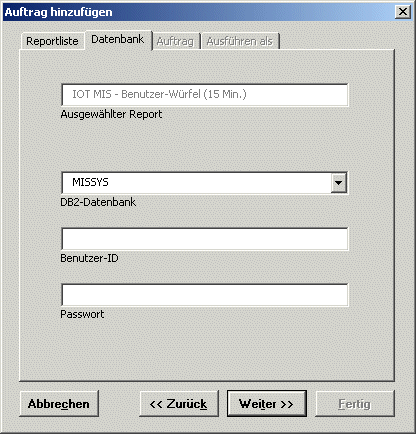 Auftrag hinzufügen
Reportliste Datenbank Auftrag Ausführen als
IOT MIS - Benutzer-Würfel (15 Min.)
Ausgewählter Report
MISSYS
DB2-Datenbank
Benutzer-ID
Passwort
Abbrechen << Zurück Weiter >> Fertig